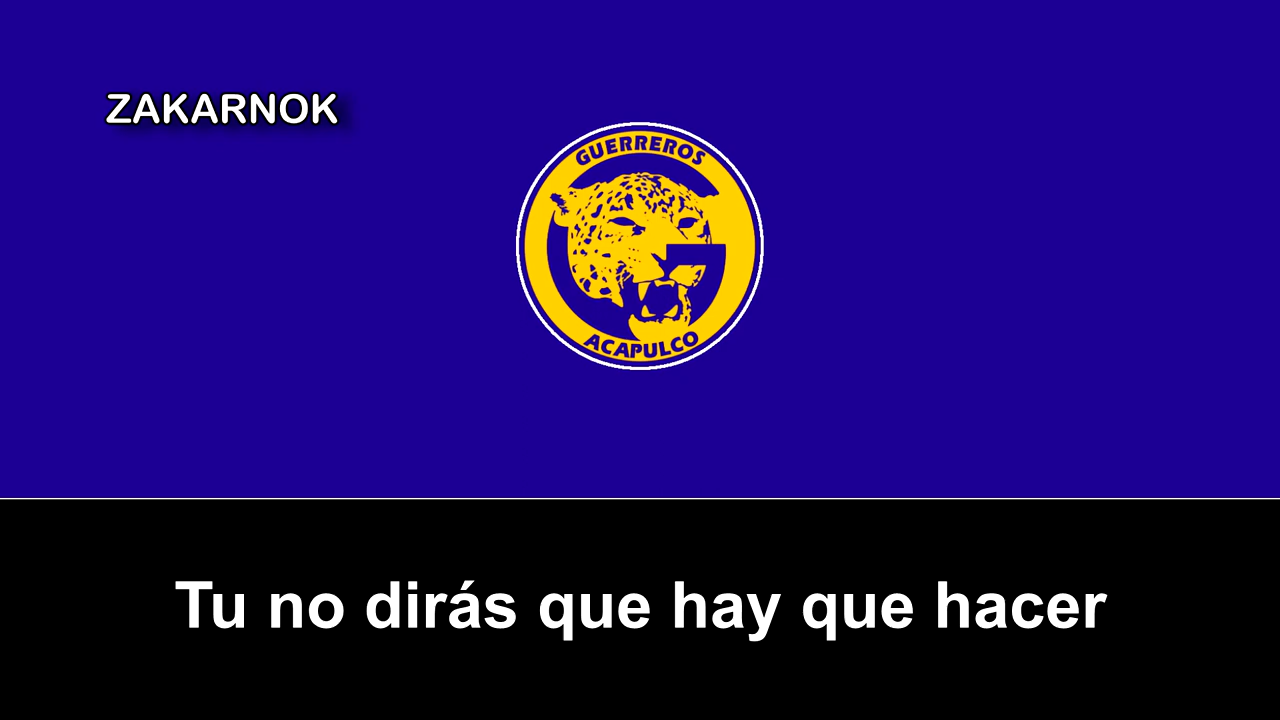 ZAKARNOK
GUERREROS
ACAPULCO
Tu no dirás que hay que hacer